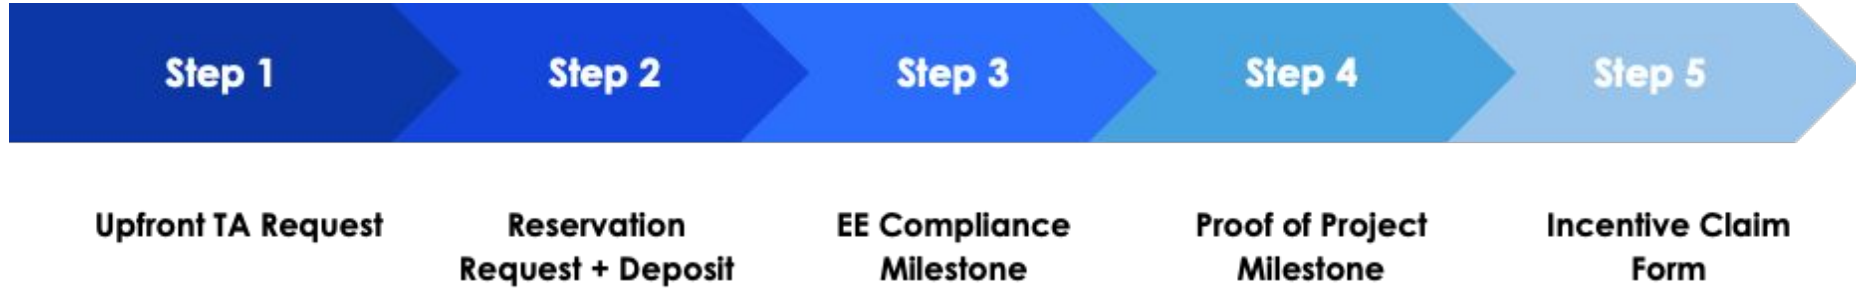 Step 1
Step 2
Step 3
Step 4
Step 5
Upfront TA Request
Reservation
Request + Deposit
EE Compliance
Milestone
Proof of Project
Milestone
Incentive Claim
Form